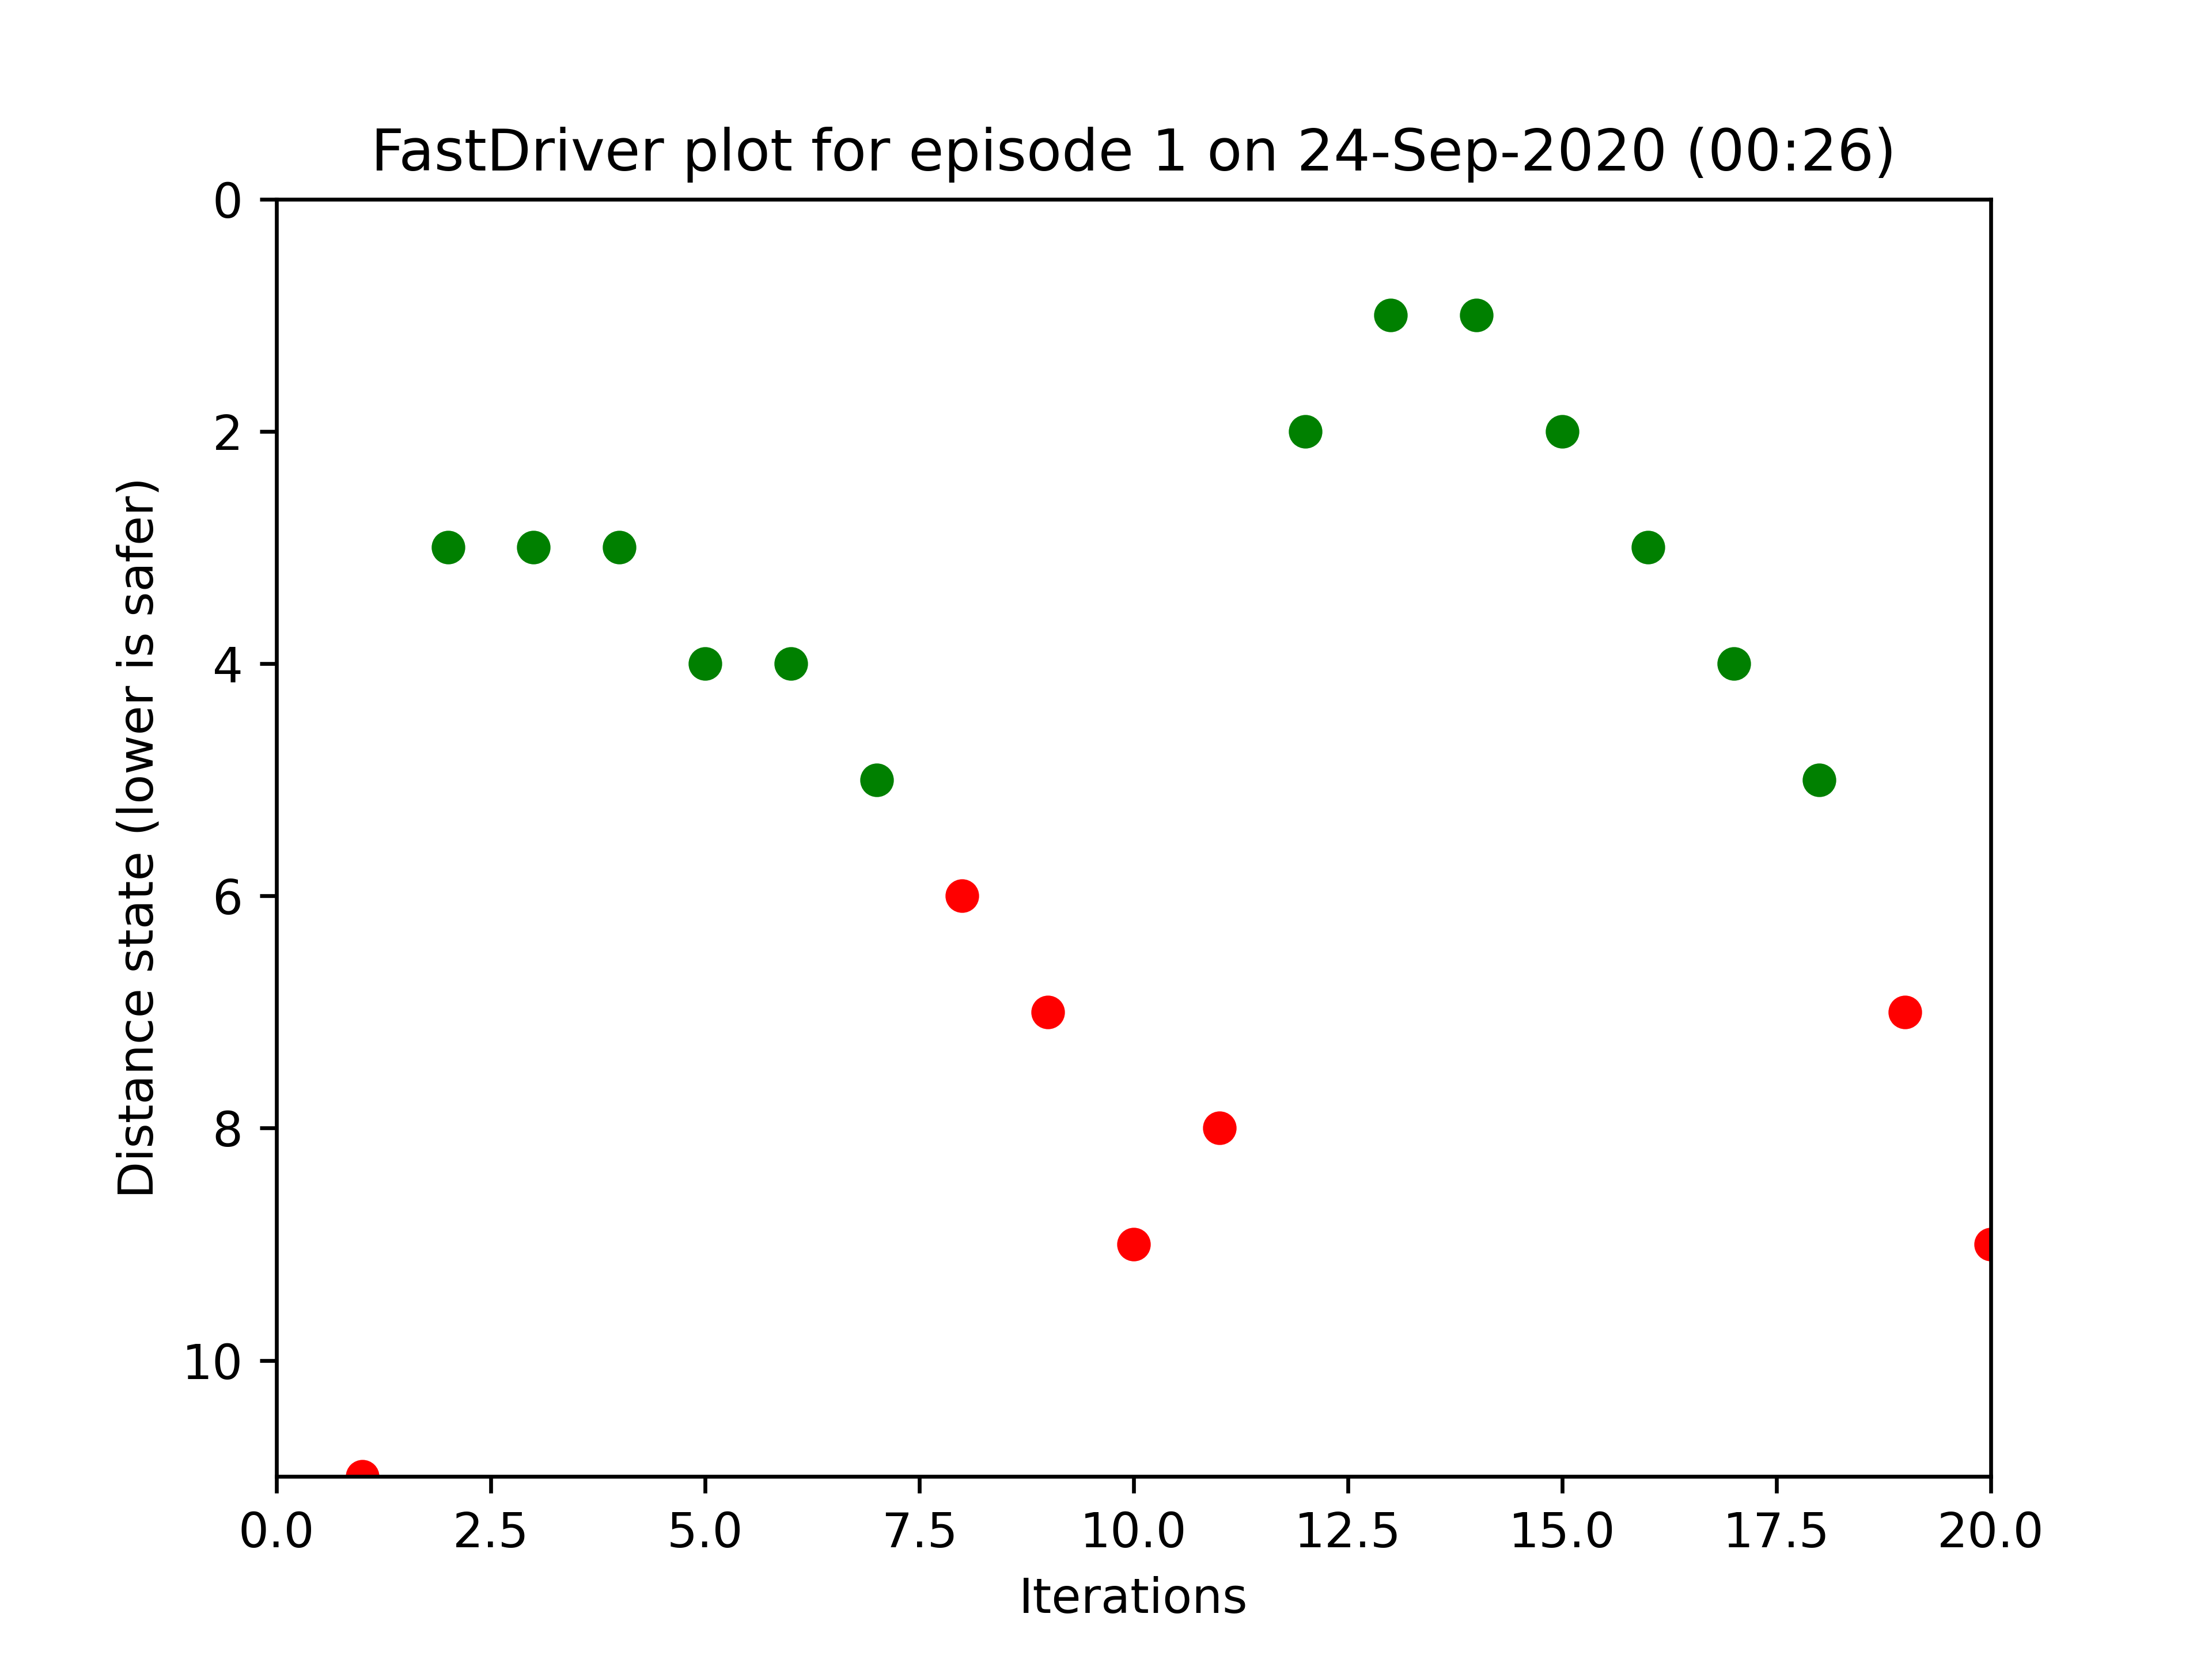 FastDriver plot for episode 1 on 24-Sep-2020 (00:26)
0
2
4
6
8
10
Distance state (lower is safer)
0.0 2.5 5.0 7.5 10.0 12.5 15.0 17.5 20.0
Iterations